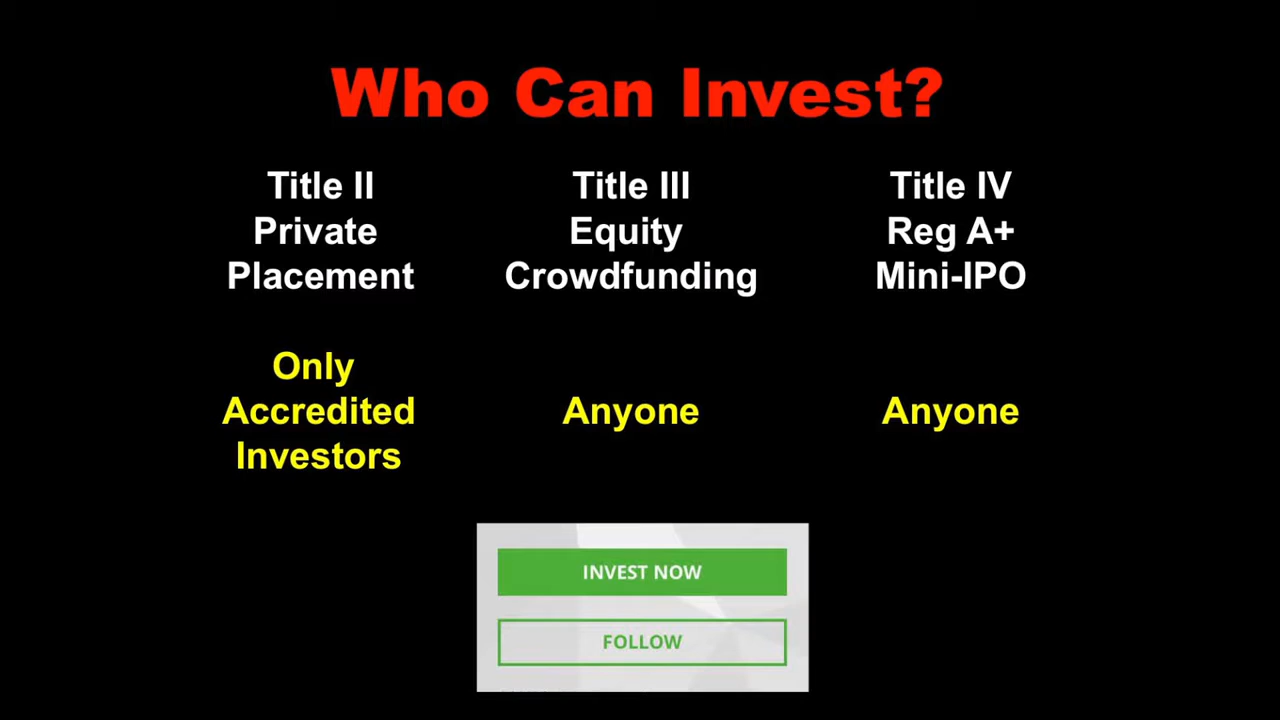 Who Can Invest?
Title II
Private
Placement
Title III
Equity
Crowdfunding
Title IV
Reg A+
Mini-IPO
Only
Accredited
Investors
Anyone
Anyone
INVEST NOW
FOLLOW